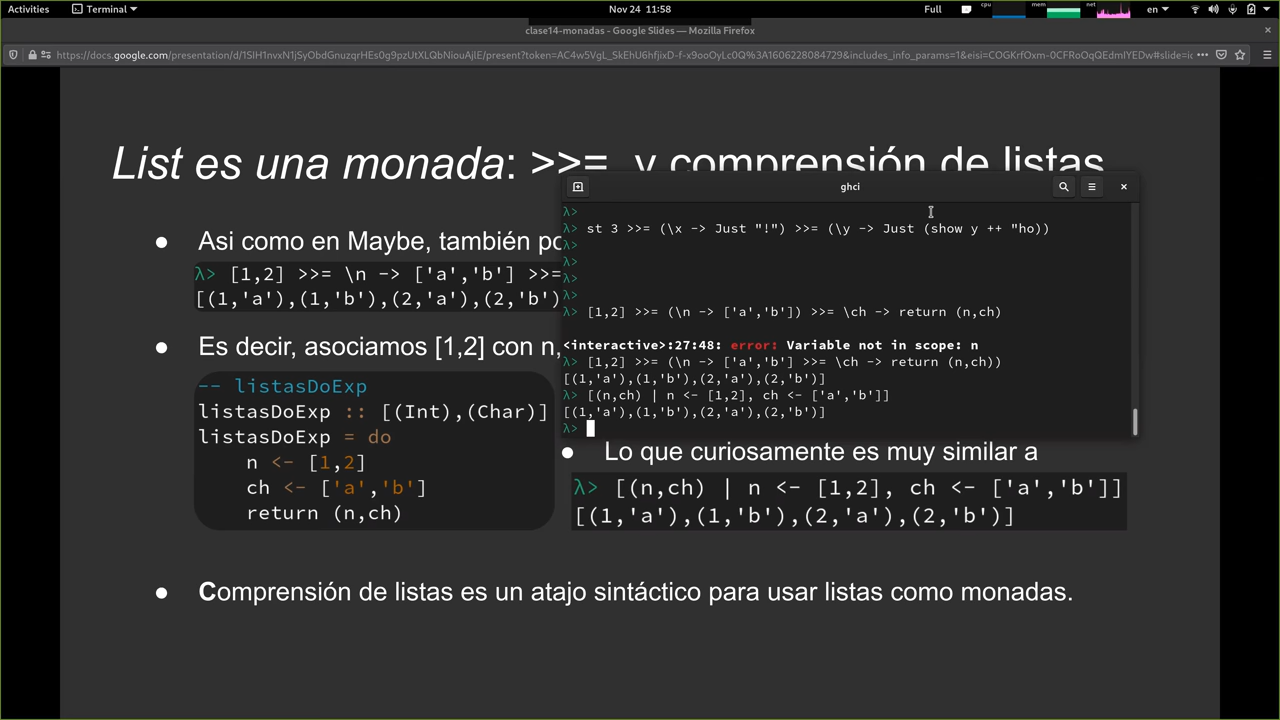 Activities Terminal Nov 24 11:58 Full cpu mem net en
clase14-monadas - Google Slides — Mozilla Firefox
List es una monada: >>= y comprensión de listas
ghci
λ>
λ> st 3 >>= (\x -> Just "!") >>= (\y -> Just (show y ++ "ho))
λ>
λ>
λ>
λ>
λ> [1,2] >>= (\n -> ['a','b']) >>= \ch -> return (n,ch)
<interactive>:27:48: error: Variable not in scope: n
λ> [1,2] >>= (\n -> ['a','b'] >>= \ch -> return (n,ch))
[(1,'a'),(1,'b'),(2,'a'),(2,'b')]
λ> [(n,ch) | n <- [1,2], ch <- ['a','b']]
[(1,'a'),(1,'b'),(2,'a'),(2,'b')]
λ>
● Asi como en Maybe, también po
λ> [1,2] >>= \n -> ['a','b'] >>=
[(1,'a'),(1,'b'),(2,'a'),(2,'b')
● Es decir, asociamos [1,2] con n,
-- listasDoExp
listasDoExp :: [(Int),(Char)]
listasDoExp = do
n <- [1,2]
ch <- ['a','b']
return (n,ch)
● Lo que curiosamente es muy similar a
λ> [(n,ch) | n <- [1,2], ch <- ['a','b']]
[(1,'a'),(1,'b'),(2,'a'),(2,'b')]
● Comprensión de listas es un atajo sintáctico para usar listas como monadas.